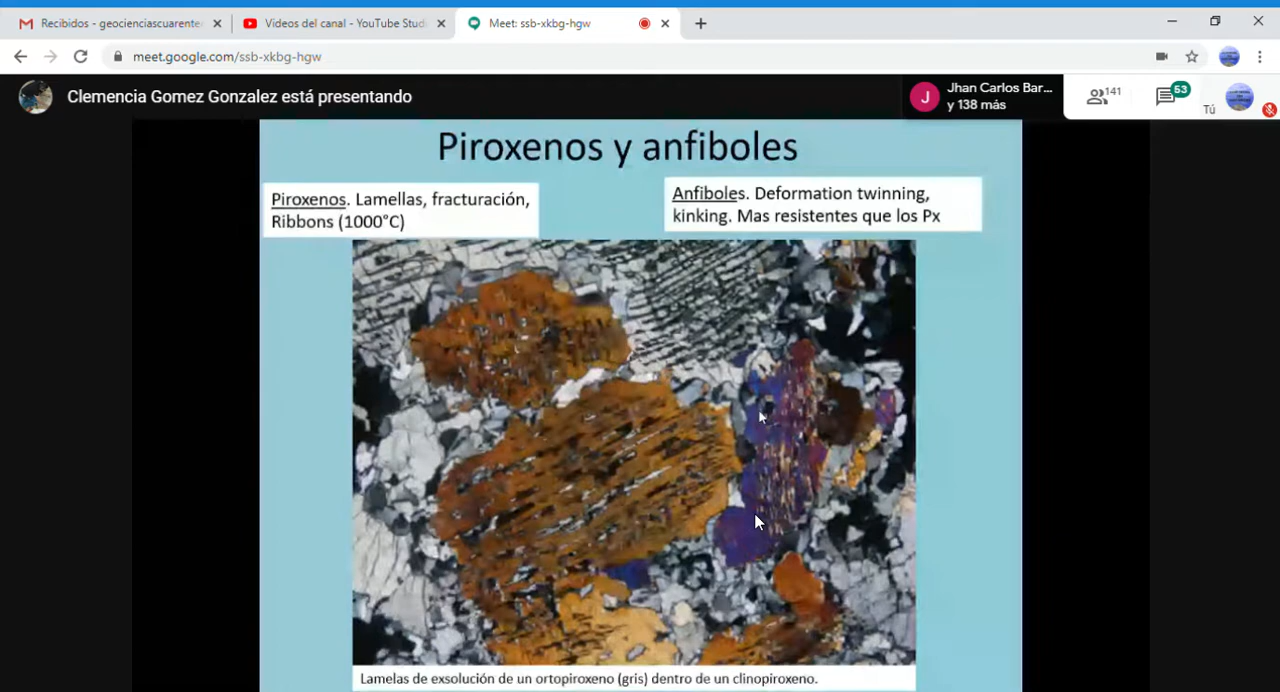 Recibidos - geocienciascuarente
Videos del canal - YouTube Studi
Meet: ssb-xkbg-hgw
meet.google.com/ssb-xkbg-hgw
Clemencia Gomez Gonzalez está presentando
Jhan Carlos Bar...
y 138 más
141
53
Tú
Piroxenos y anfiboles
Piroxenos. Lamellas, fracturación,
Ribbons (1000°C)
Anfiboles. Deformation twinning,
kinking. Mas resistentes que los Px
Lamelas de exsolución de un ortopiroxeno (gris) dentro de un clinopiroxeno.